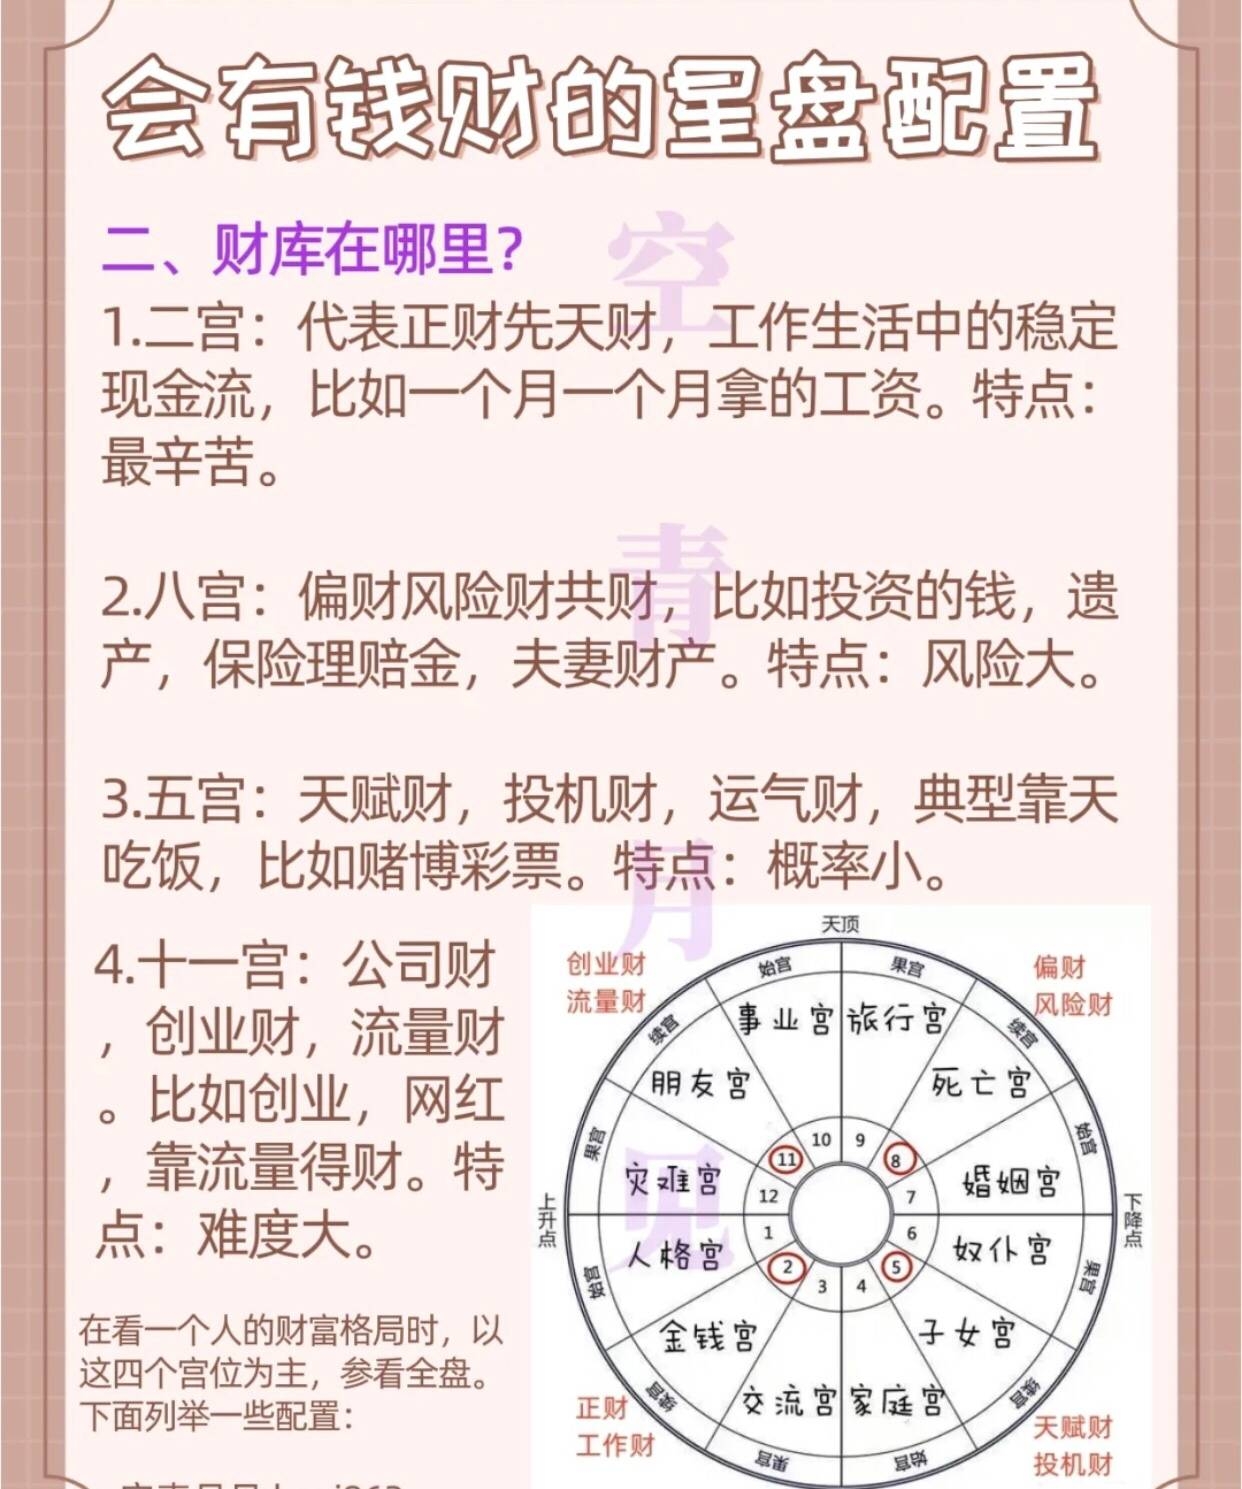 会有钱财的星盘配置
二、财库在哪里？
1.二宫：代表正财先天财，工作生活中的稳定
现金流，比如一个月一个月拿的工资。特点：
最辛苦。
2.八宫：偏财风险财共财，比如投资的钱，遗
产，保险理赔金，夫妻财产。特点：风险大。
3.五宫：天赋财，投机财，运气财，典型靠天
吃饭，比如赌博彩票。特点：概率小。
4.十一宫：公司财
，创业财，流量财
。比如创业，网红
，靠流量得财。特
点：难度大。
在看一个人的财富格局时，以
这四个宫位为主，参看全盘。
下面列举一些配置：
空青月见
天顶
创业财
流量财
偏财
风险财
始宫
果宫
续宫
续宫
事业宫
旅行宫
朋友宫
死亡宫
果宫
始宫
灾难宫
婚姻宫
10
9
11
8
12
7
上升点
下降点
1
6
2
5
3
4
人格宫
奴仆宫
始宫
果宫
金钱宫
子女宫
交流宫
家庭宫
续宫
续宫
果宫
始宫
正财
工作财
天赋财
投机财